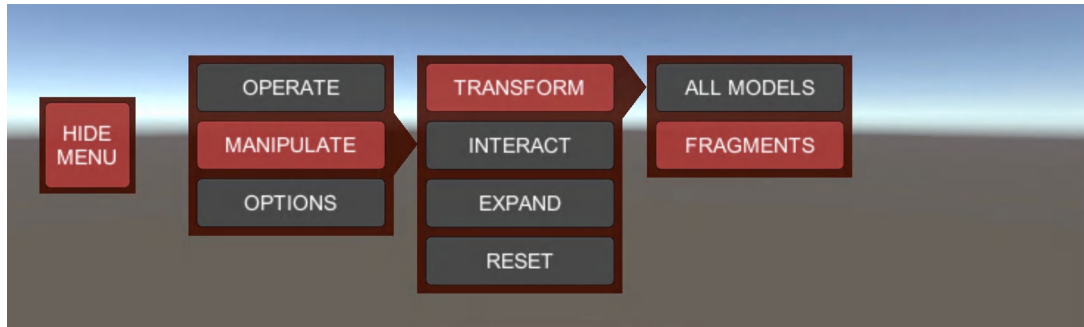 HIDE
MENU
OPERATE
MANIPULATE
OPTIONS
TRANSFORM
INTERACT
EXPAND
RESET
ALL MODELS
FRAGMENTS